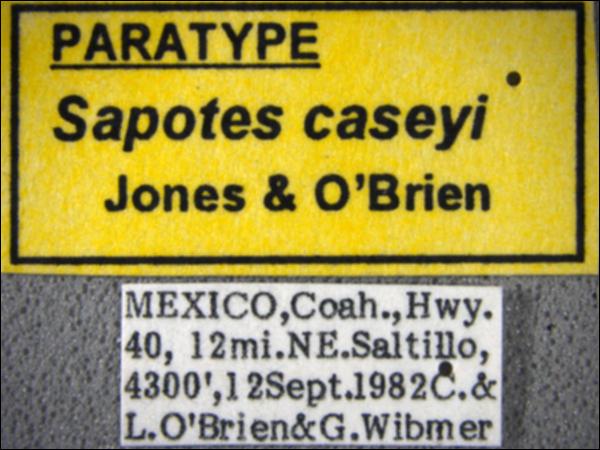 PARATYPE
Sapotes caseyi
Jones & O'Brien
MEXICO,Coah.,Hwy.
40, 12mi.NE.Saltillo,
4300',12Sept.1982C.&
L.O'Brien&G.Wibmer